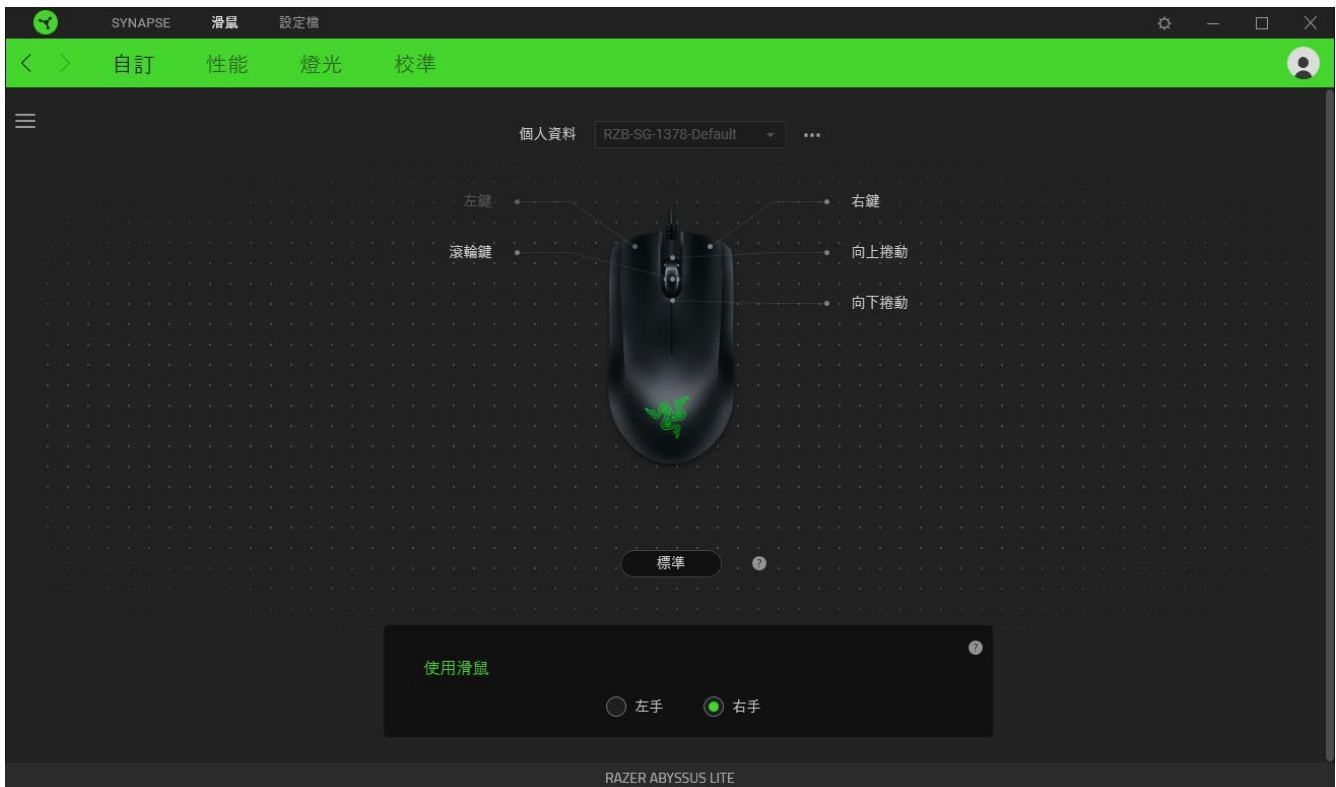 SYNAPSE 滑鼠 設定檔
自訂 性能 燈光 校準
個人資料 RZB-SG-1378-Default
左鍵 右鍵
滾輪鍵 向上捲動
向下捲動
標準 ?
?
使用滑鼠
左手 右手
RAZER ABYSSUS LITE